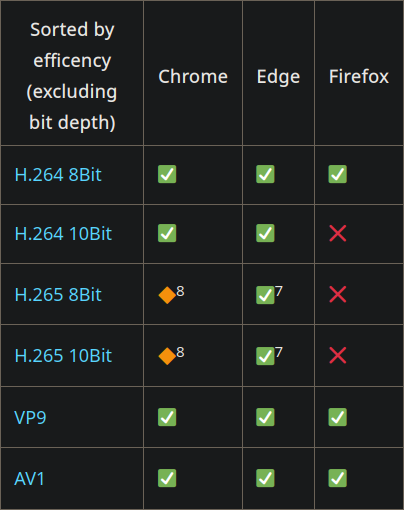 Sorted by
efficency
(excluding
bit depth)
Chrome
Edge
Firefox
H.264 8Bit
✅
✅
✅
H.264 10Bit
✅
✅
❌
H.265 8Bit
🔶8
✅7
❌
H.265 10Bit
🔶8
✅7
❌
VP9
✅
✅
✅
AV1
✅
✅
✅